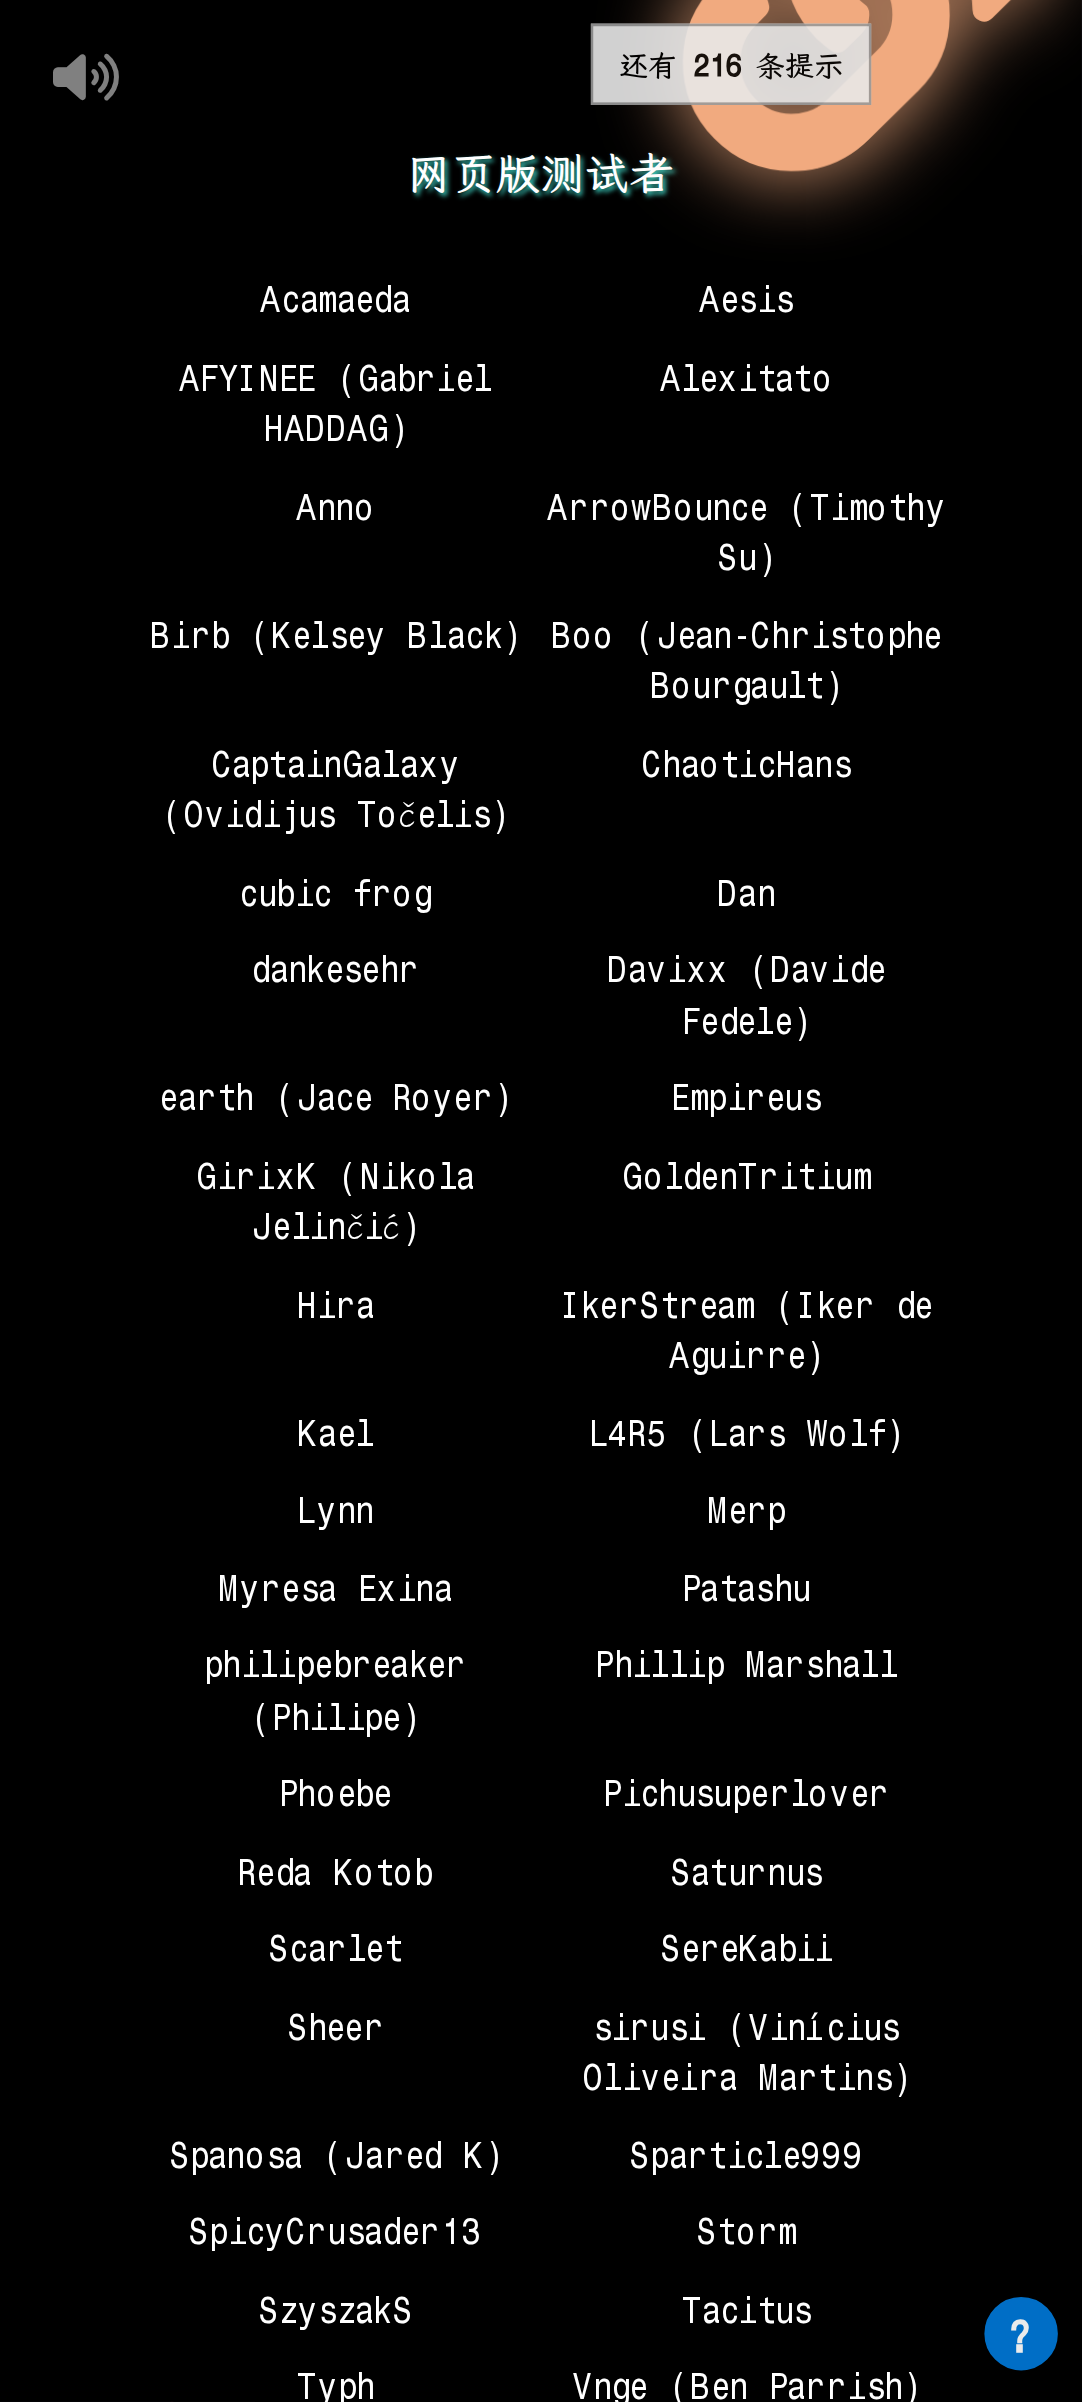 还有 216 条提示
网页版测试者
Acamaeda Aesis
AFYINEE (Gabriel HADDAG) Alexitato
Anno ArrowBounce (Timothy Su)
Birb (Kelsey Black) Boo (Jean-Christophe Bourgault)
CaptainGalaxy (Ovidijus Točelis) ChaoticHans
cubic frog Dan
dankesehr Davixx (Davide Fedele)
earth (Jace Royer) Empireus
GirixK (Nikola Jelinčić) GoldenTritium
Hira IkerStream (Iker de Aguirre)
Kael L4R5 (Lars Wolf)
Lynn Merp
Myresa Exina Patashu
philipebreaker (Philipe) Phillip Marshall
Phoebe Pichusuperlover
Reda Kotob Saturnus
Scarlet SereKabii
Sheer sirusi (Vinícius Oliveira Martins)
Spanosa (Jared K) Sparticle999
SpicyCrusader13 Storm
SzyszakS Tacitus
?
Typh Vnge (Ben Parrish)